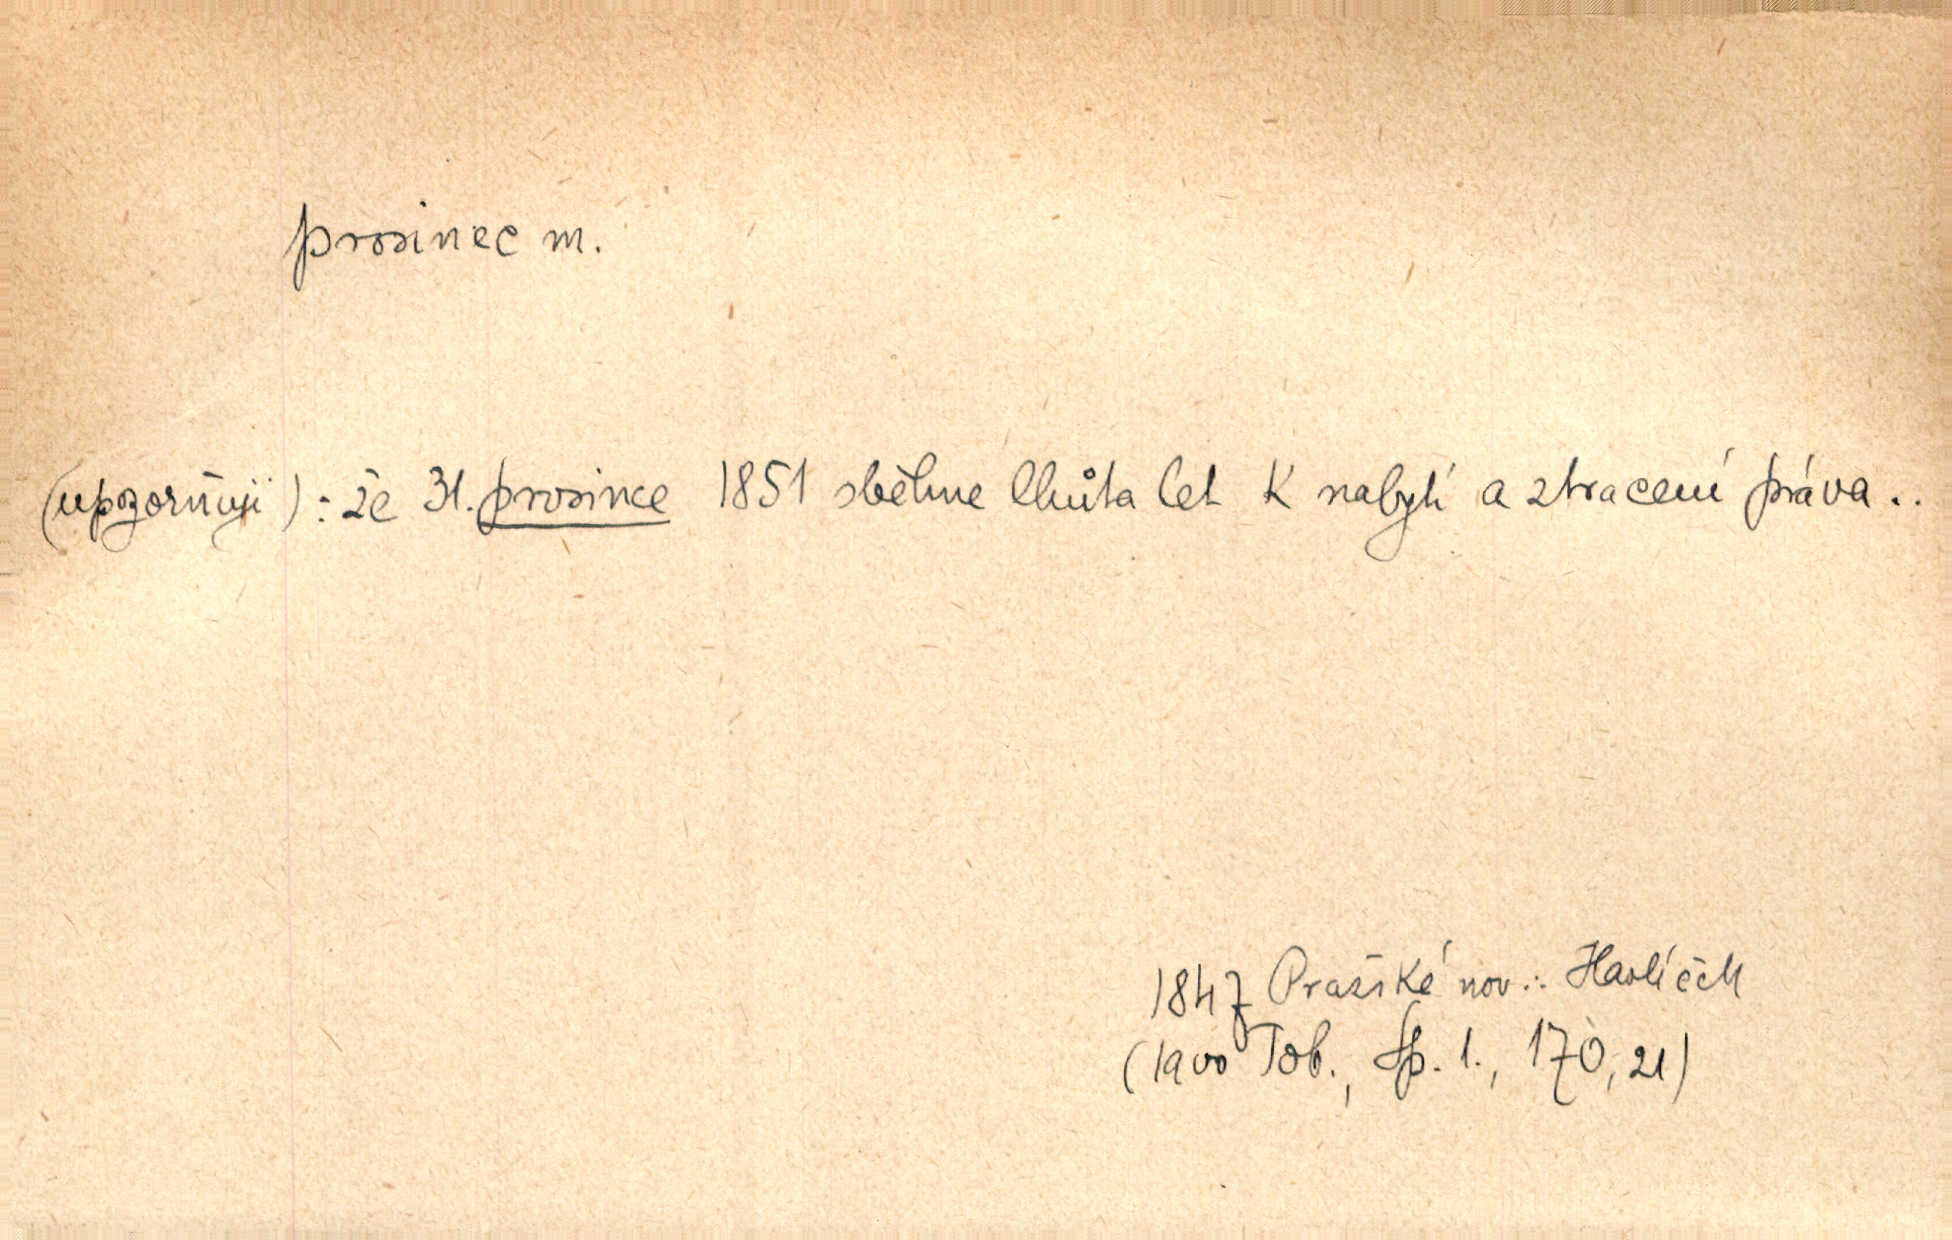 prosinec m.
(upozorňuji): že 31. prosince 1851 sběhne lhůta let k nabytí a ztracení práva..
1847 Pražské nov.: Havlíček
(1900 Tob., Sp. 1., 170, 21)